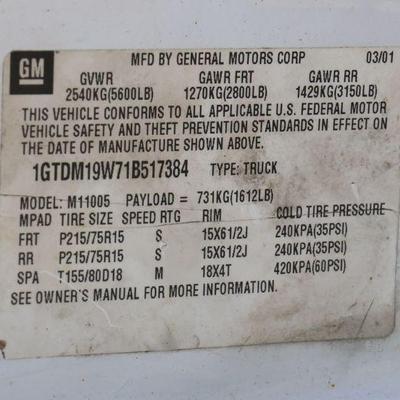 GM
MFD BY GENERAL MOTORS CORP 03/01
GVWR GAWR FRT GAWR RR
2540KG(5600LB) 1270KG(2800LB) 1429KG(3150LB)
THIS VEHICLE CONFORMS TO ALL APPLICABLE U.S. FEDERAL MOTOR
VEHICLE SAFETY AND THEFT PREVENTION STANDARDS IN EFFECT ON
THE DATE OF MANUFACTURE SHOWN ABOVE.
1GTDM19W71B517384 TYPE: TRUCK
MODEL: M11005 PAYLOAD = 731KG(1612LB)
MPAD TIRE SIZE SPEED RTG RIM COLD TIRE PRESSURE
FRT P215/75R15 S 15X61/2J 240KPA(35PSI)
RR P215/75R15 S 15X61/2J 240KPA(35PSI)
SPA T155/80D18 M 18X4T 420KPA(60PSI)
SEE OWNER'S MANUAL FOR MORE INFORMATION.